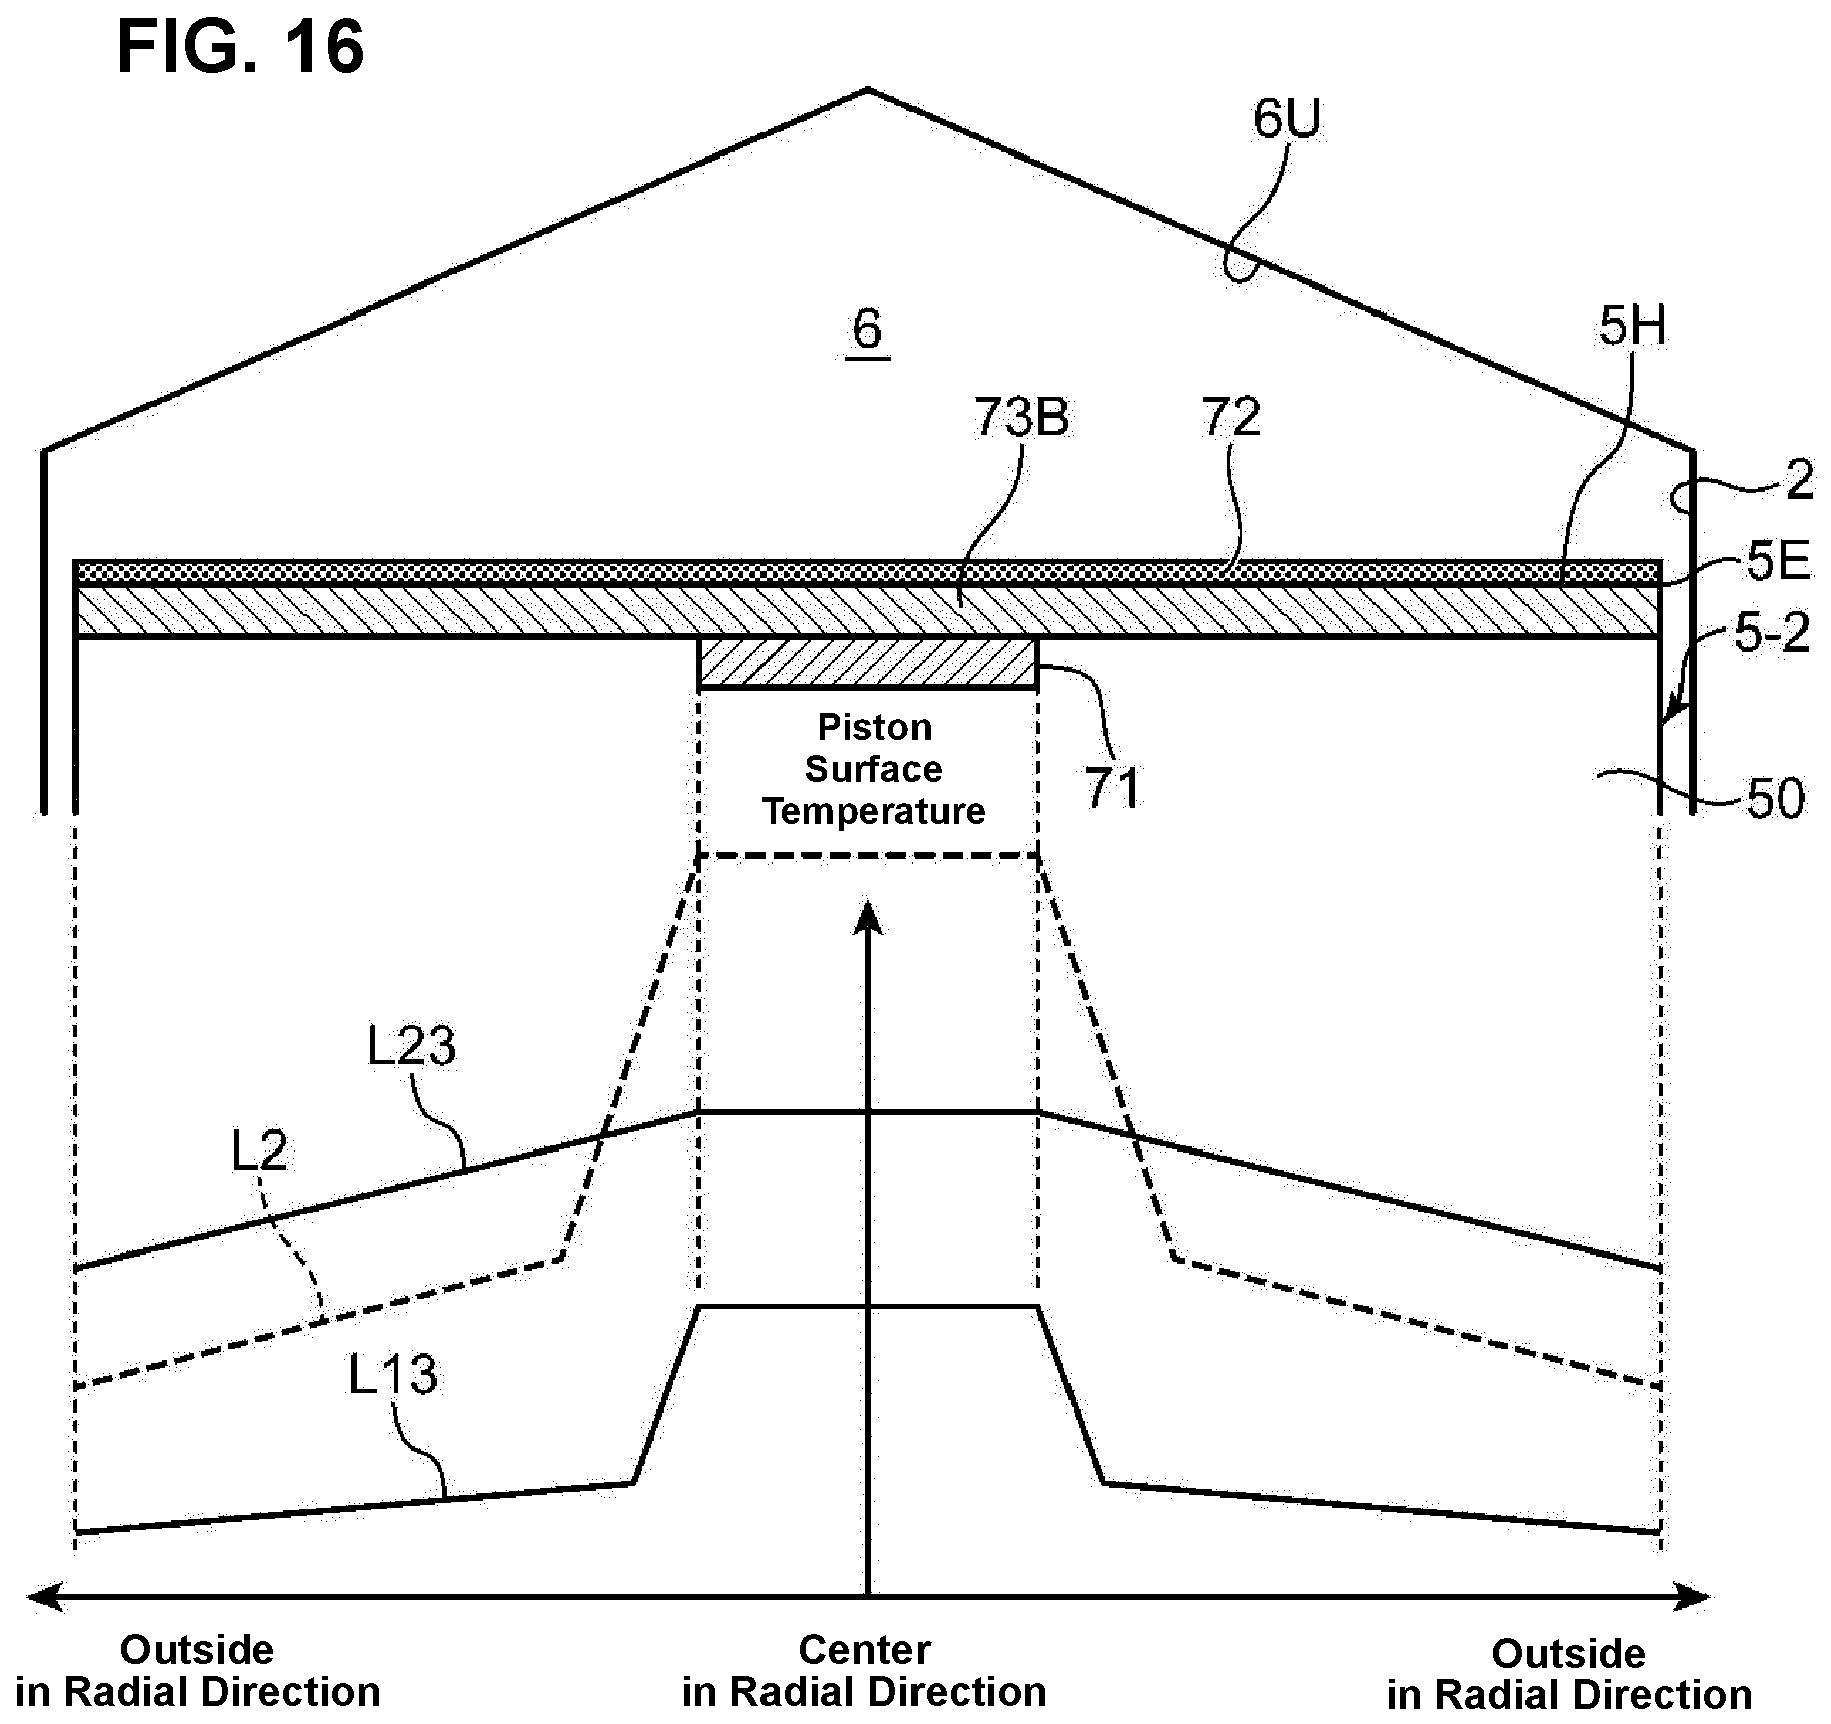 FIG. 16
6U
6
5H
73B
72
2
5E
5-2
71
50
Piston
Surface
Temperature
L23
L2
L13
Outside
in Radial Direction
Center
in Radial Direction
Outside
in Radial Direction